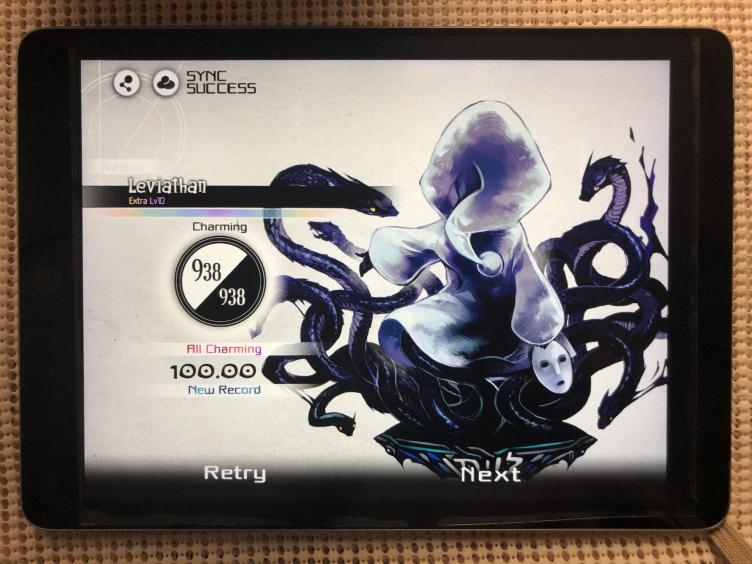 SYNC
SUCCESS
Result
Leviathan
Extra Lv10
Charming
938
938
All Charming
100.00
New Record
Retry
Next